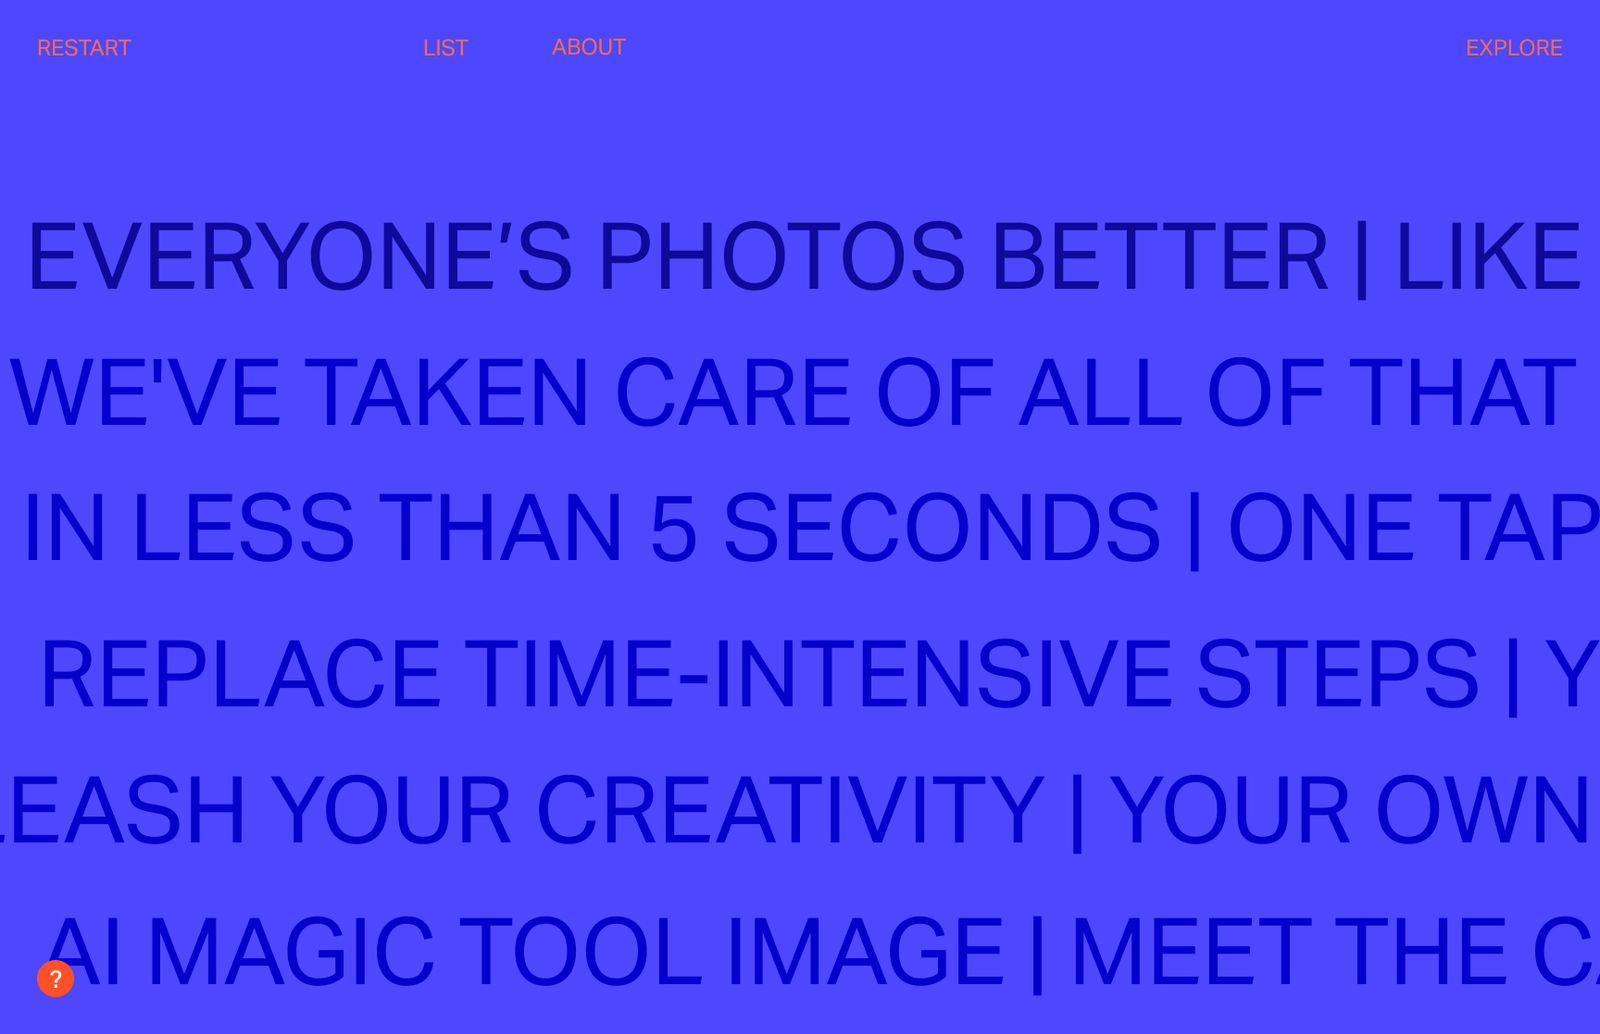 RESTART LIST ABOUT EXPLORE
EVERYONE’S PHOTOS BETTER | LIKE
WE'VE TAKEN CARE OF ALL OF THAT
IN LESS THAN 5 SECONDS | ONE TAP
REPLACE TIME-INTENSIVE STEPS | Y
LEASH YOUR CREATIVITY | YOUR OWN
AI MAGIC TOOL IMAGE | MEET THE CA
?